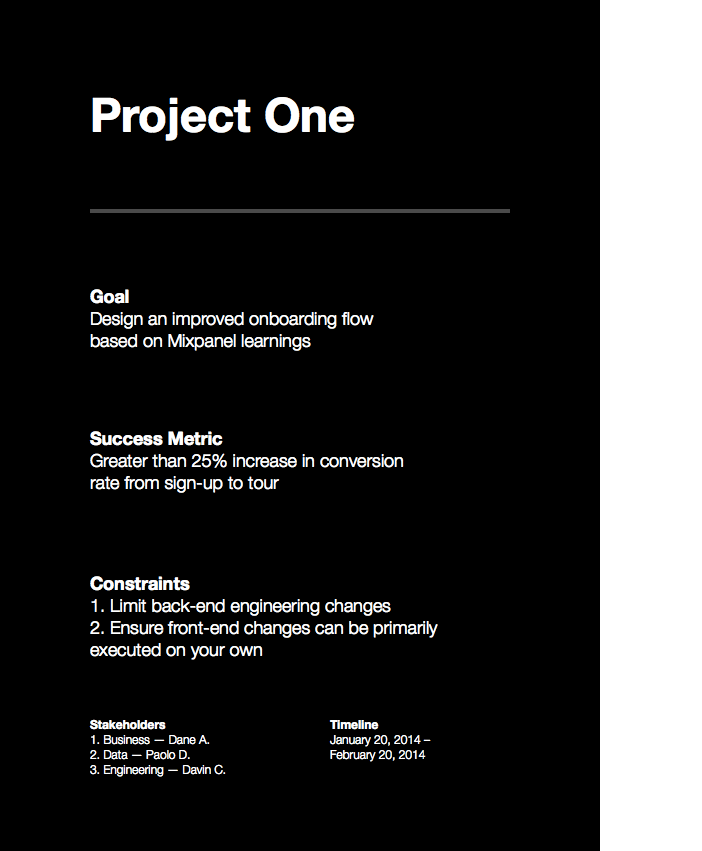 Project One
Goal
Design an improved onboarding flow
based on Mixpanel learnings
Success Metric
Greater than 25% increase in conversion
rate from sign-up to tour
Constraints
1. Limit back-end engineering changes
2. Ensure front-end changes can be primarily
executed on your own
Stakeholders
1. Business — Dane A.
2. Data — Paolo D.
3. Engineering — Davin C.
Timeline
January 20, 2014 –
February 20, 2014